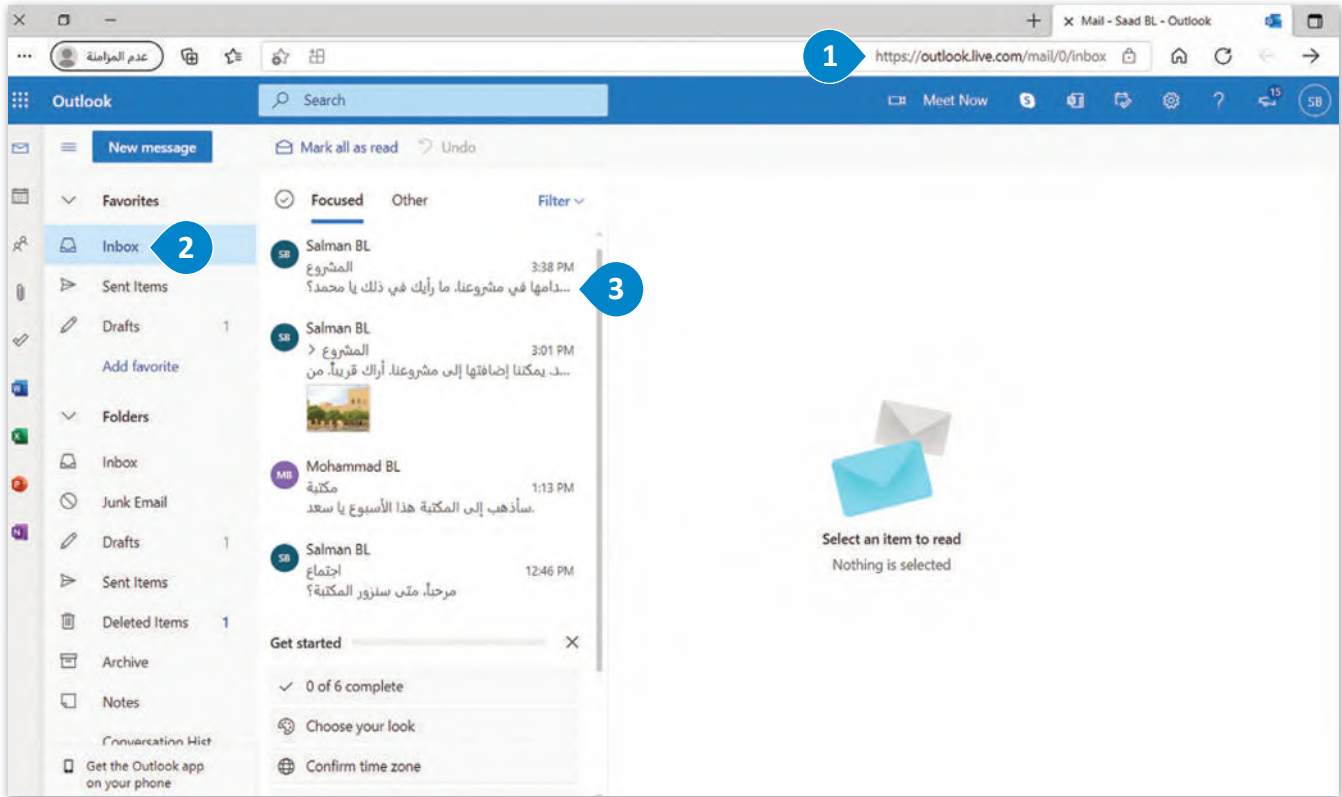 Mail - Saad BL - Outlook
عدم المزامنة
1
https://outlook.live.com/mail/0/inbox
Outlook
Search
Meet Now
15
SB
New message
Mark all as read
Undo
Favorites
Inbox
2
Sent Items
Drafts 1
Add favorite
Folders
Inbox
Junk Email
Drafts 1
Sent Items
Deleted Items 1
Archive
Notes
Conversation Hist
Get the Outlook app
on your phone
Focused Other Filter
SB
Salman BL
المشروع 3:38 PM
...دامها في مشروعنا. ما رأيك في ذلك يا محمد؟
3
SB
Salman BL
المشروع > 3:01 PM
...د. يمكننا إضافتها إلى مشروعنا. أراك قريباً. من
MB
Mohammad BL
مكتبة 1:13 PM
سأذهب إلى المكتبة هذا الأسبوع يا سعد.
SB
Salman BL
اجتماع 12:46 PM
مرحباً، متى سنزور المكتبة؟
Get started
0 of 6 complete
Choose your look
Confirm time zone
Select an item to read
Nothing is selected